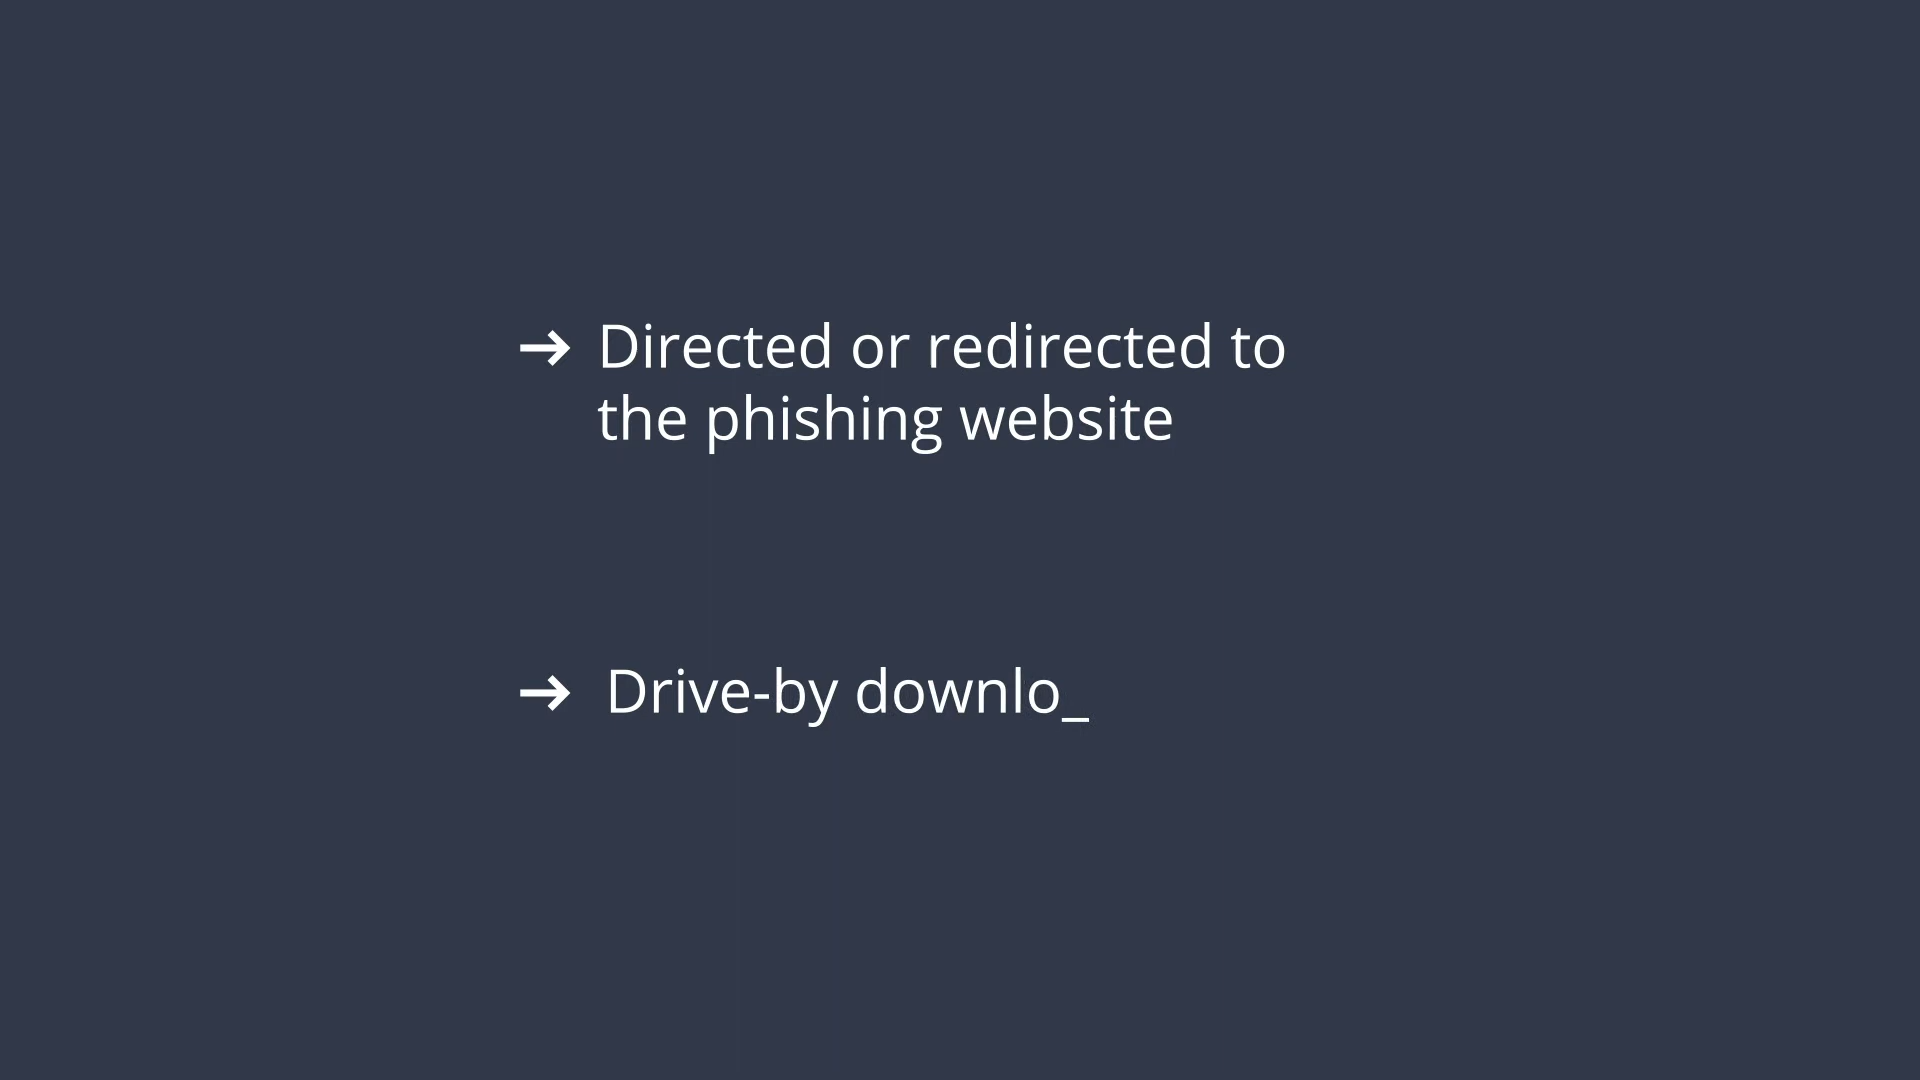 → Directed or redirected to
the phishing website
→ Drive-by downlo_